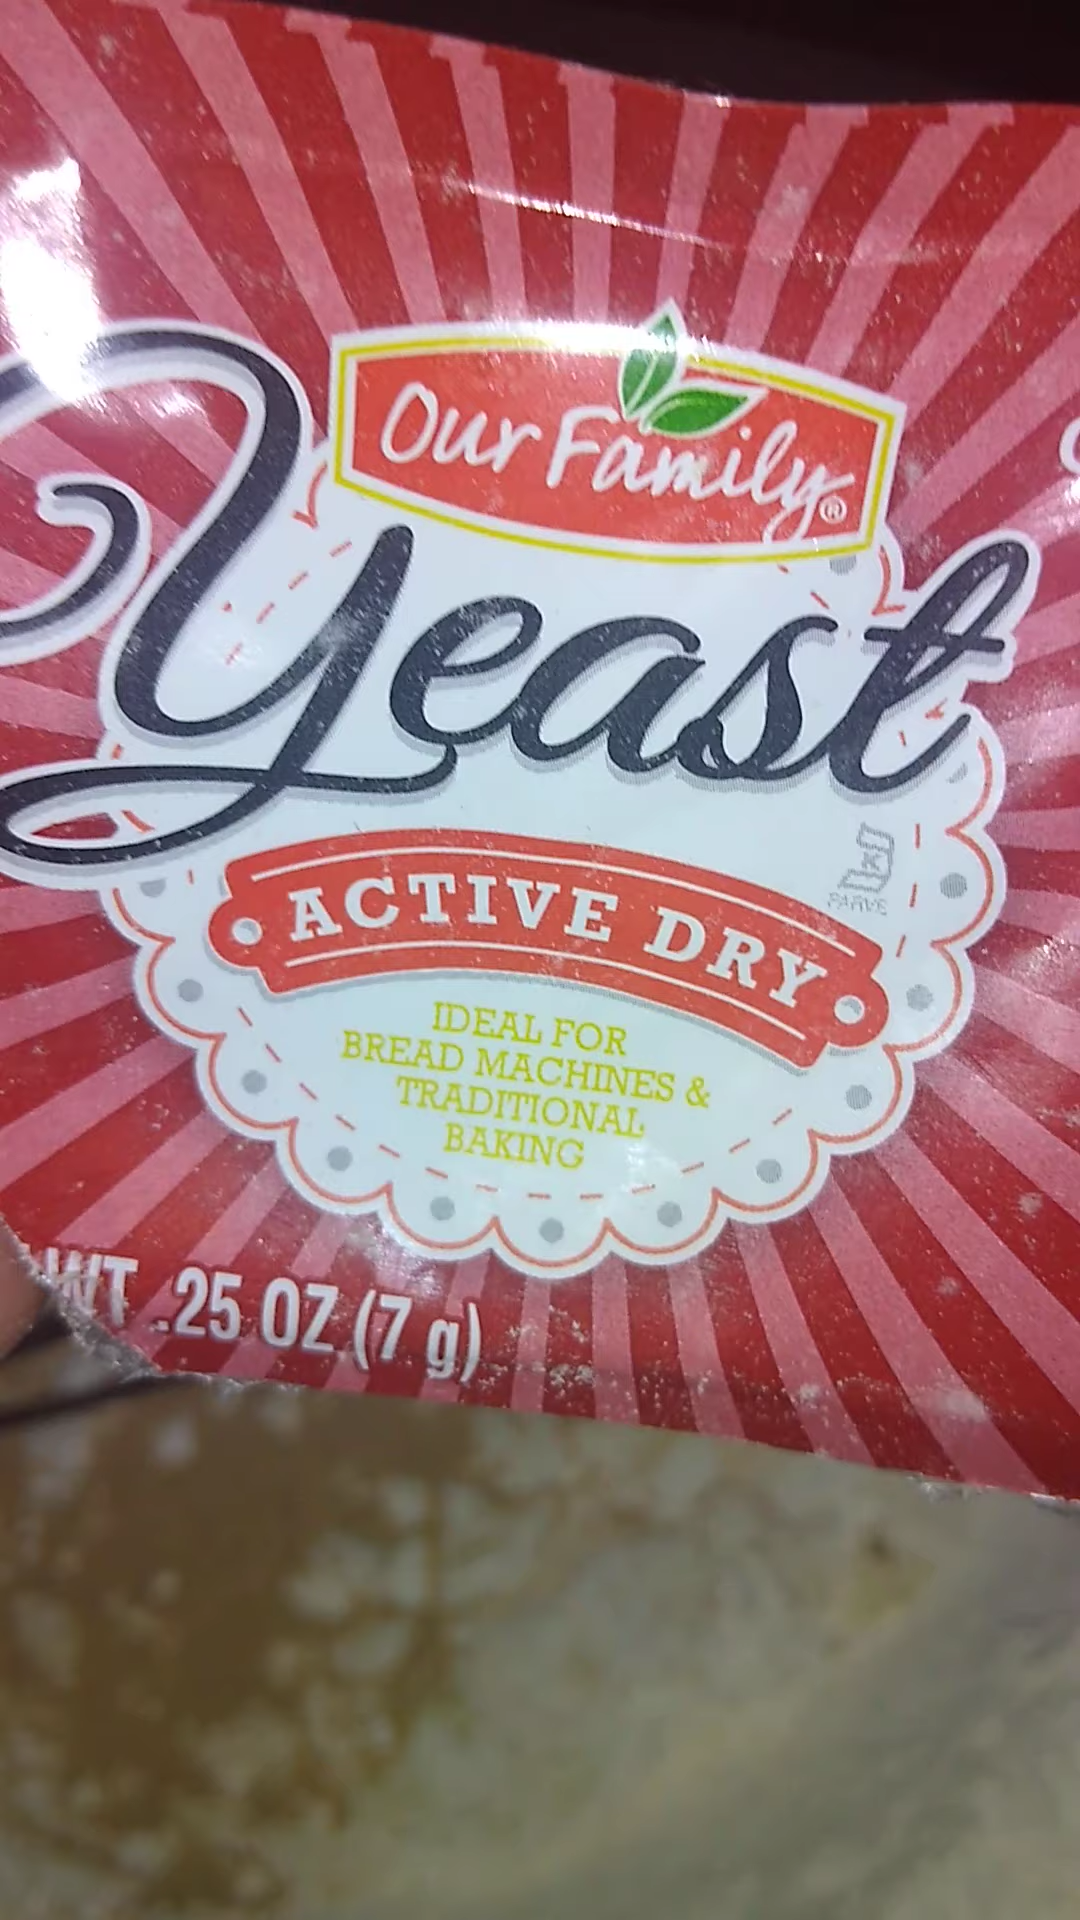 Our Family®
Yeast
ACTIVE DRY
K
PARVE
IDEAL FOR
BREAD MACHINES &
TRADITIONAL
BAKING
WT .25 OZ (7 g)